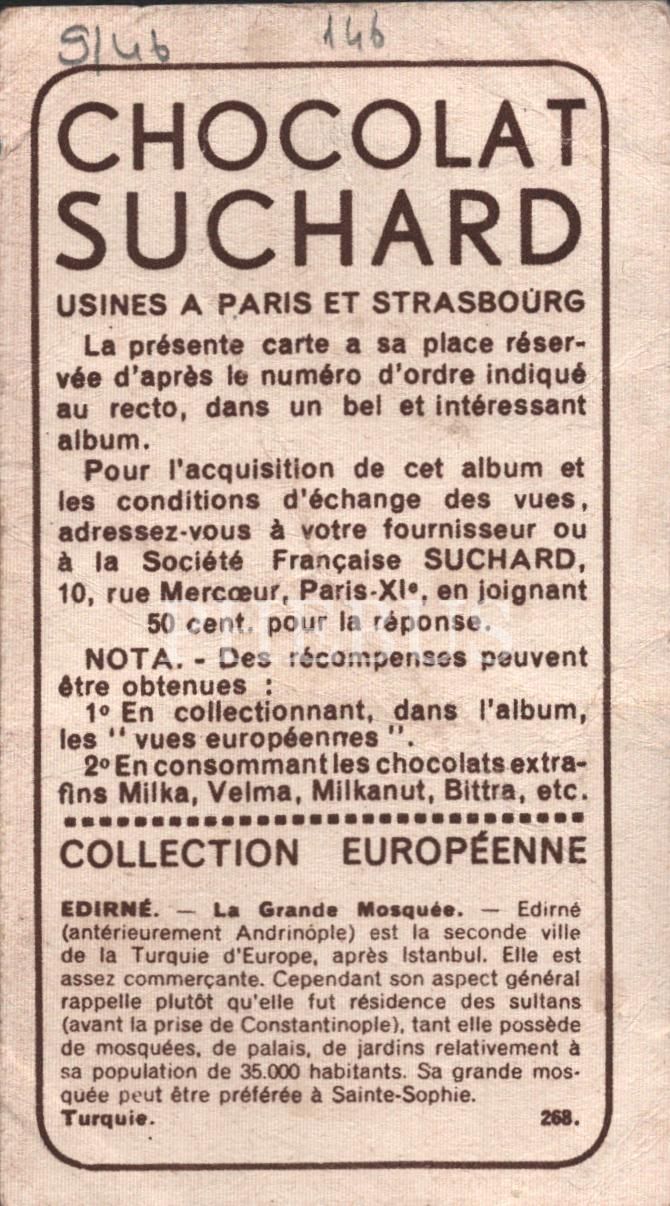 S/46 146
CHOCOLAT
SUCHARD
USINES A PARIS ET STRASBOURG
La présente carte a sa place réser-
vée d'après le numéro d'ordre indiqué
au recto, dans un bel et intéressant
album.
Pour l'acquisition de cet album et
les conditions d'échange des vues,
adressez-vous à votre fournisseur ou
à la Société Française SUCHARD,
10, rue Mercœur, Paris-XIe, en joignant
50 cent. pour la réponse.
NOTA. - Des récompenses peuvent
être obtenues :
1o En collectionnant, dans l'album,
les " vues européennes ".
2o En consommant les chocolats extra-
fins Milka, Velma, Milkanut, Bittra, etc.
COLLECTION EUROPÉENNE
EDIRNÉ. — La Grande Mosquée. — Edirné
(antérieurement Andrinople) est la seconde ville
de la Turquie d'Europe, après Istanbul. Elle est
assez commerçante. Cependant son aspect général
rappelle plutôt qu'elle fut résidence des sultans
(avant la prise de Constantinople), tant elle possède
de mosquées, de palais, de jardins relativement à
sa population de 35.000 habitants. Sa grande mos-
quée peut être préférée à Sainte-Sophie.
Turquie. 268.